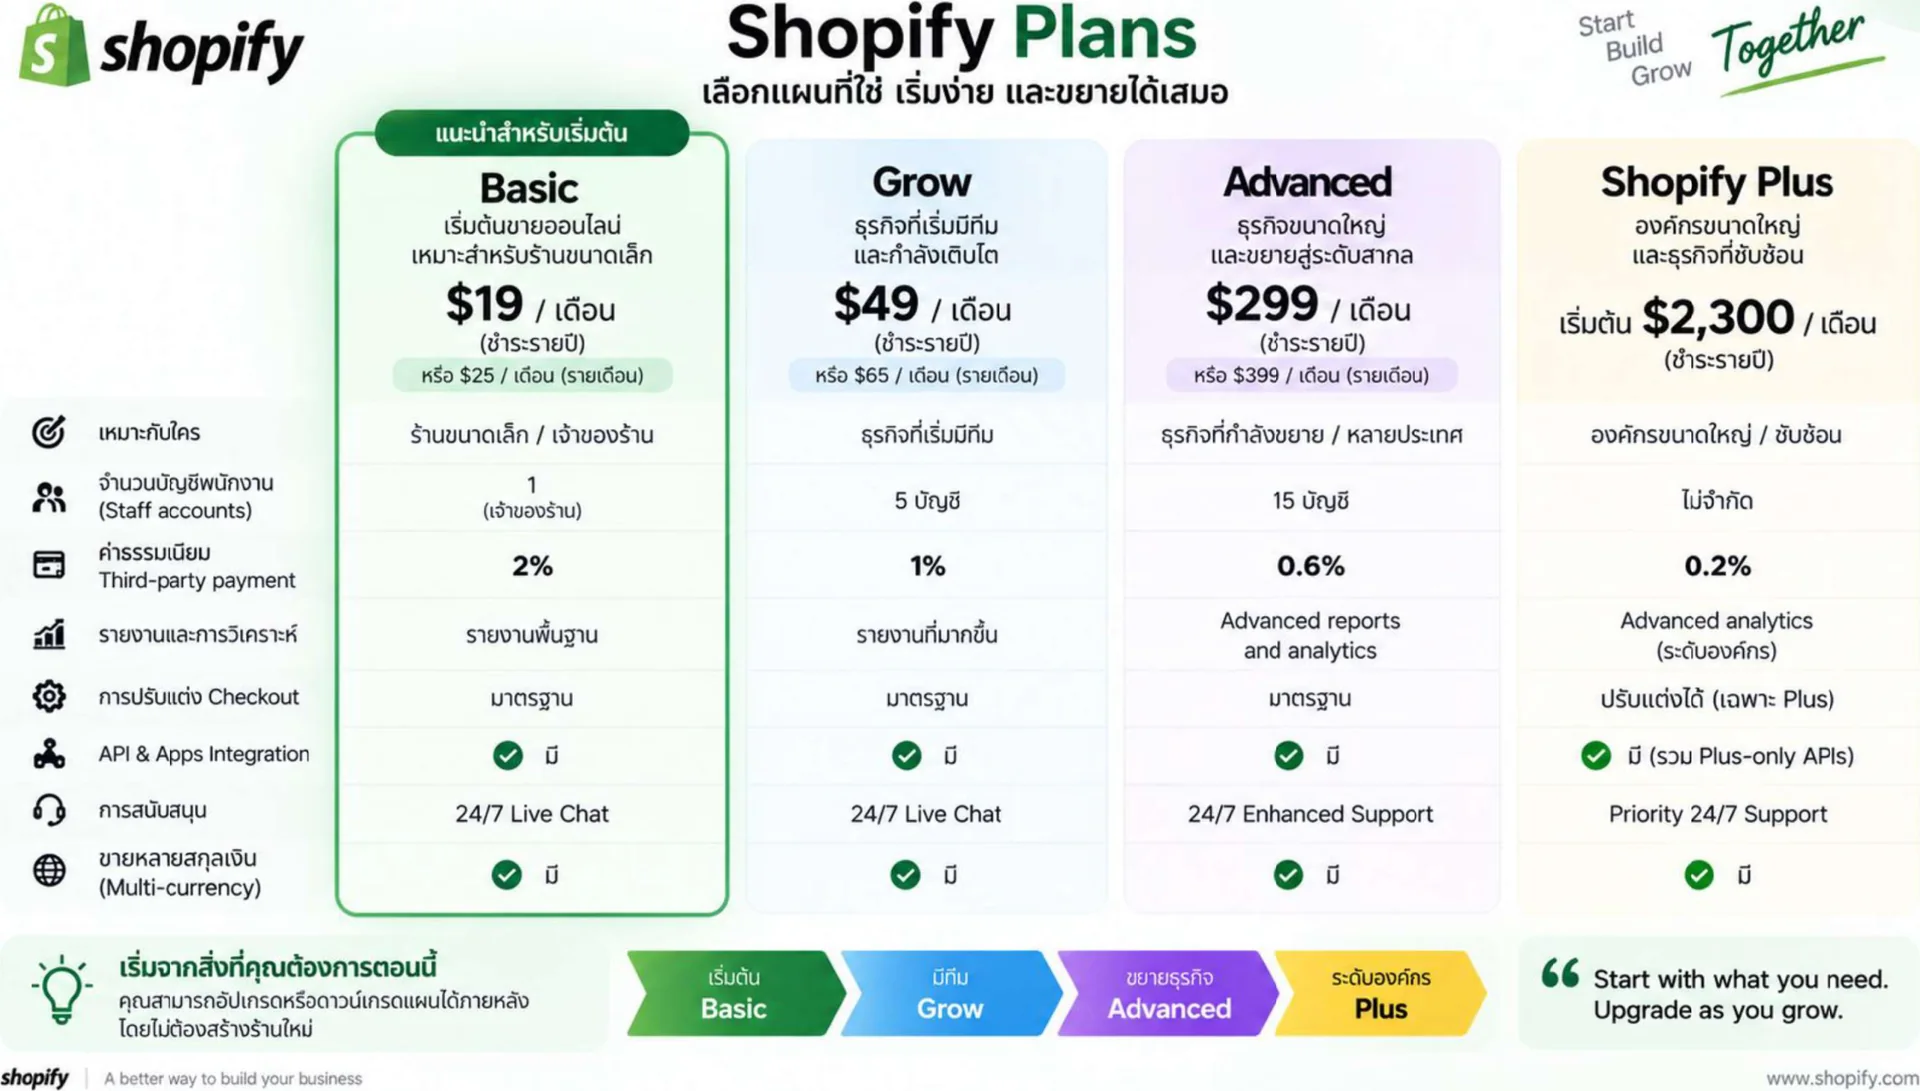 shopify
Shopify Plans
เลือกแผนที่ใช่ เริ่มง่าย และขยายได้เสมอ
Start
Build
Grow
Together
แนะนำสำหรับเริ่มต้น
Basic
เริ่มต้นขายออนไลน์
เหมาะสำหรับร้านขนาดเล็ก
$19 / เดือน
(ชำระรายปี)
หรือ $25 / เดือน (รายเดือน)
Grow
ธุรกิจที่เริ่มมีทีม
และกำลังเติบโต
$49 / เดือน
(ชำระรายปี)
หรือ $65 / เดือน (รายเดือน)
Advanced
ธุรกิจขนาดใหญ่
และขยายสู่ระดับสากล
$299 / เดือน
(ชำระรายปี)
หรือ $399 / เดือน (รายเดือน)
Shopify Plus
องค์กรขนาดใหญ่
และธุรกิจที่ซับซ้อน
เริ่มต้น $2,300 / เดือน
(ชำระรายปี)
เหมาะกับใคร
ร้านขนาดเล็ก / เจ้าของร้าน
ธุรกิจที่เริ่มมีทีม
ธุรกิจที่กำลังขยาย / หลายประเทศ
องค์กรขนาดใหญ่ / ซับซ้อน
จำนวนบัญชีพนักงาน
(Staff accounts)
1
(เจ้าของร้าน)
5 บัญชี
15 บัญชี
ไม่จำกัด
ค่าธรรมเนียม
Third-party payment
2%
1%
0.6%
0.2%
รายงานและการวิเคราะห์
รายงานพื้นฐาน
รายงานที่มากขึ้น
Advanced reports
and analytics
Advanced analytics
(ระดับองค์กร)
การปรับแต่ง Checkout
มาตรฐาน
มาตรฐาน
มาตรฐาน
ปรับแต่งได้ (เฉพาะ Plus)
API & Apps Integration
มี
มี
มี
มี (รวม Plus-only APIs)
การสนับสนุน
24/7 Live Chat
24/7 Live Chat
24/7 Enhanced Support
Priority 24/7 Support
ขายหลายสกุลเงิน
(Multi-currency)
มี
มี
มี
มี
เริ่มจากสิ่งที่คุณต้องการตอนนี้
คุณสามารถอัปเกรดหรือดาวน์เกรดแผนได้ภายหลัง
โดยไม่ต้องสร้างร้านใหม่
เริ่มต้น
Basic
มีทีม
Grow
ขยายธุรกิจ
Advanced
ระดับองค์กร
Plus
“ Start with what you need.
Upgrade as you grow.
shopify | A better way to build your business
www.shopify.com